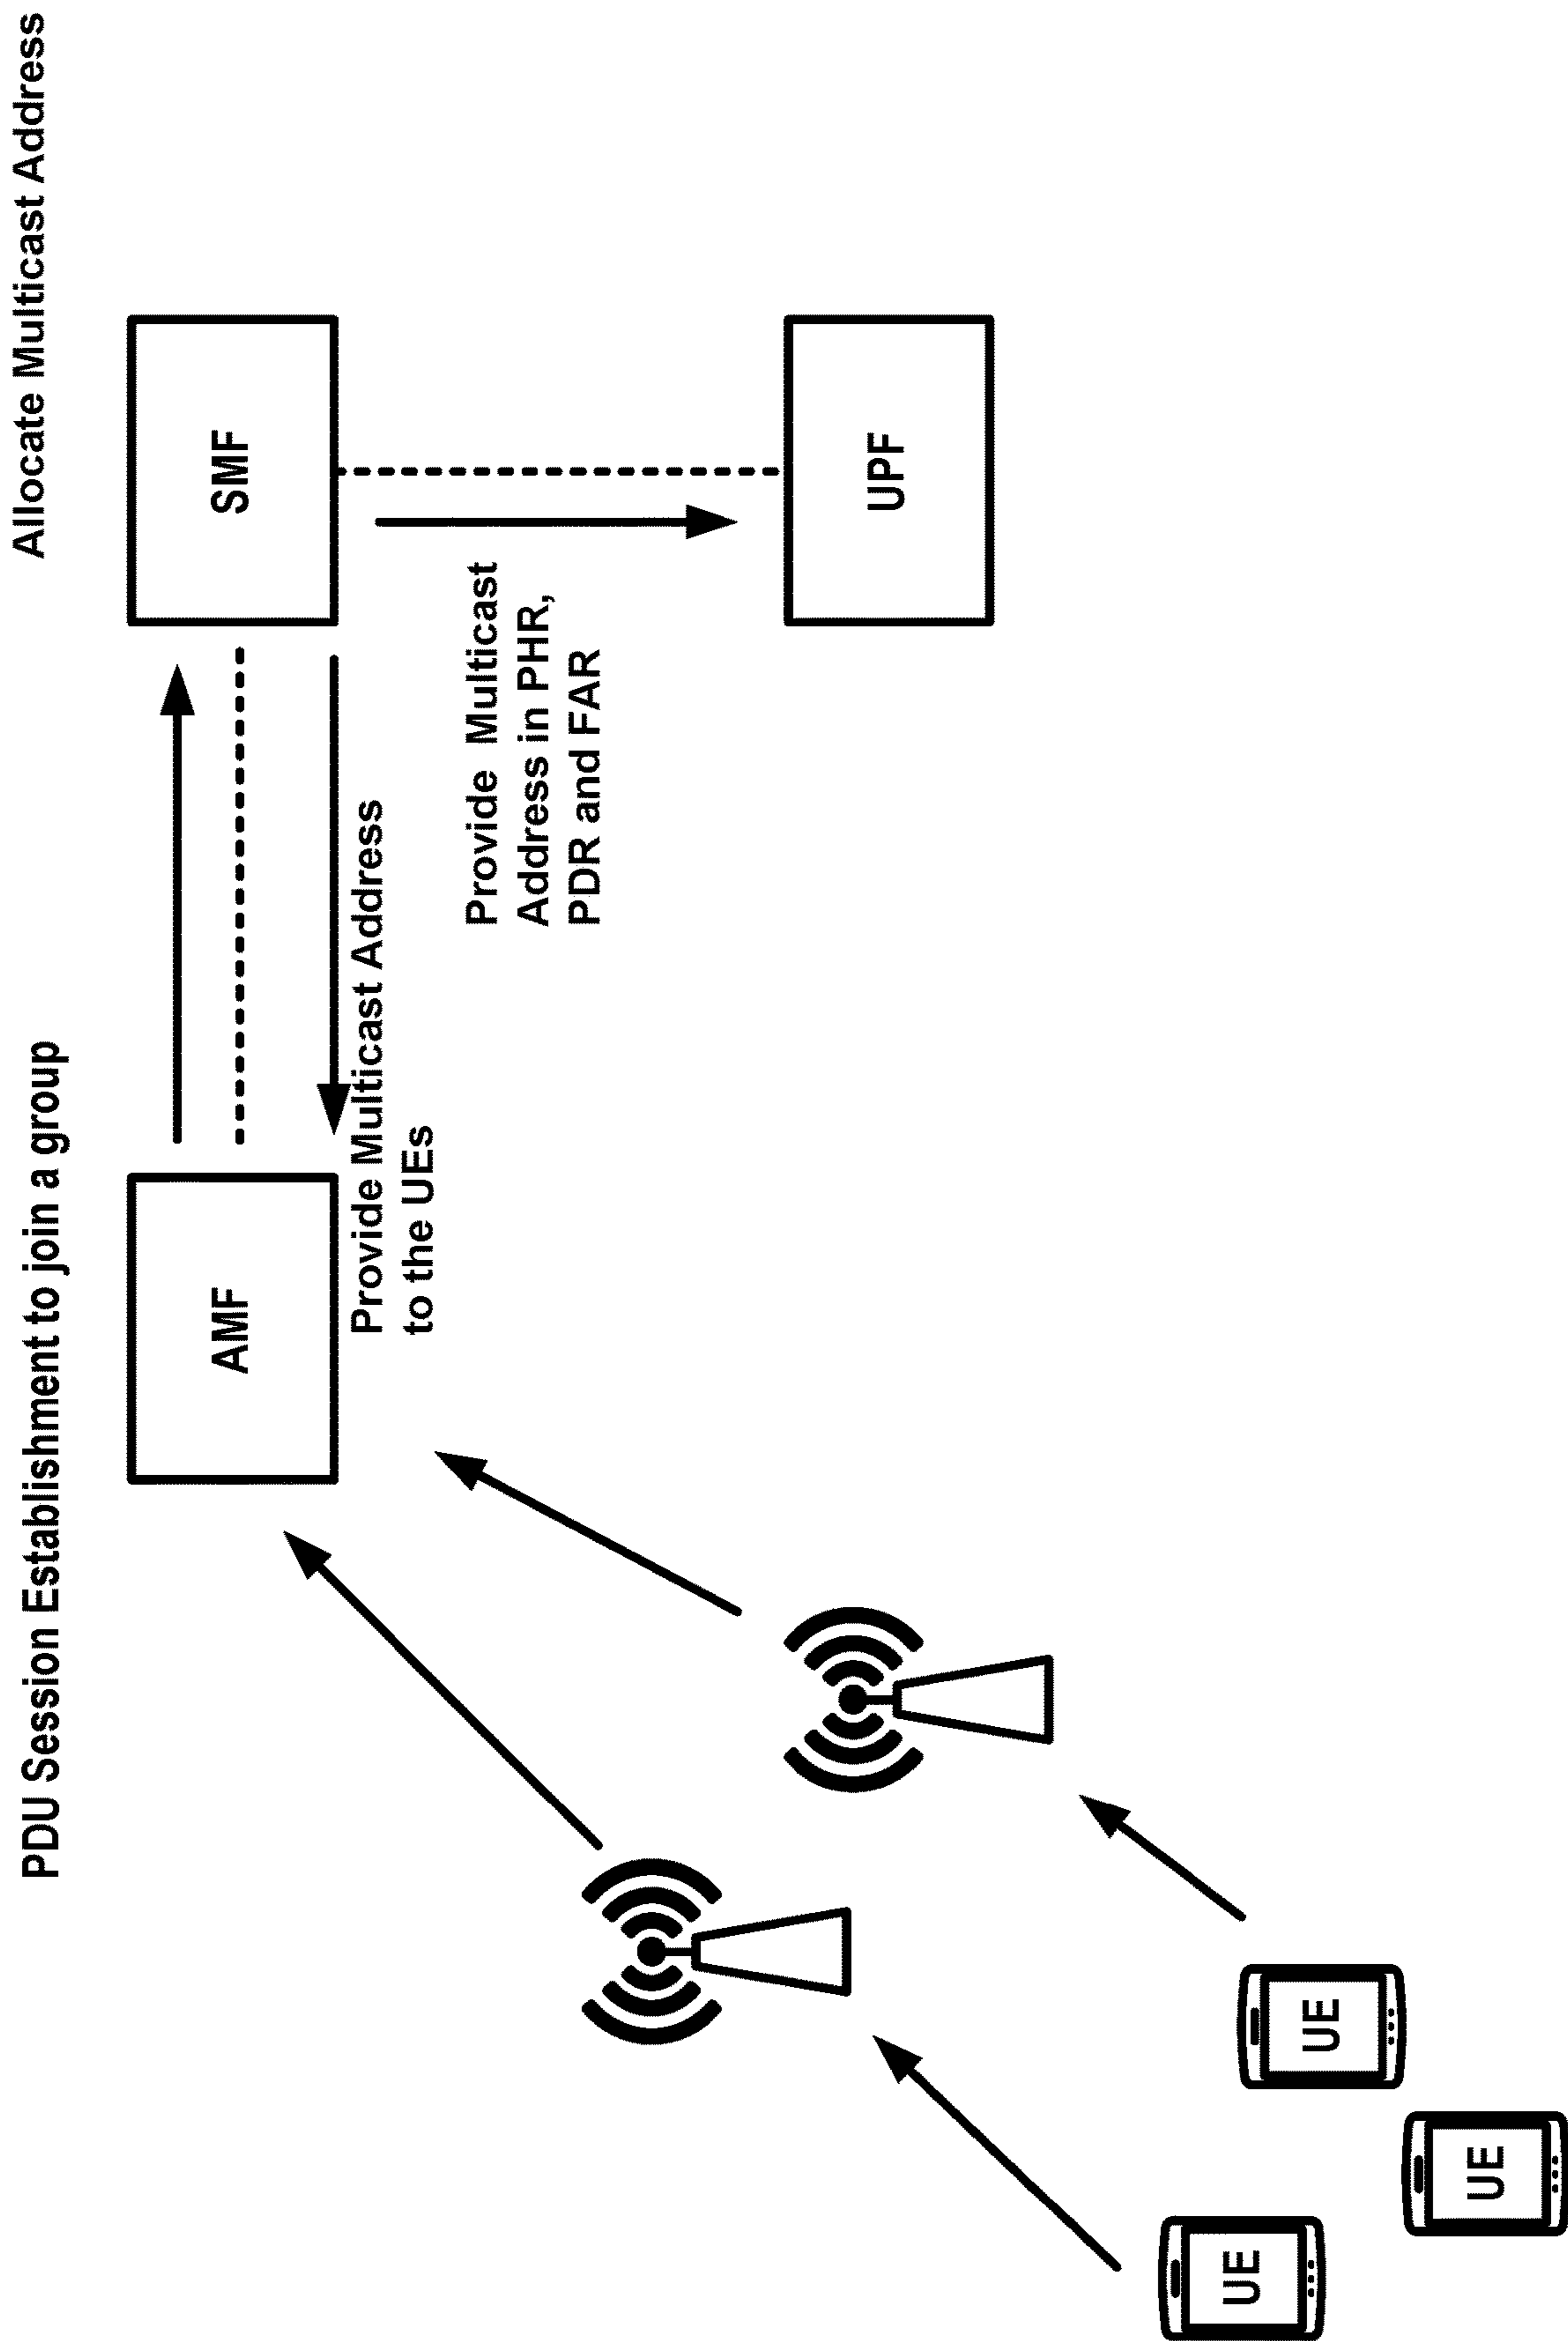 PDU Session Establishment to join a group
Allocate Multicast Address
AMF
SMF
Provide Multicast Address
to the UEs
Provide Multicast
Address in PHR,
PDR and FAR
UPF
UE
UE
UE